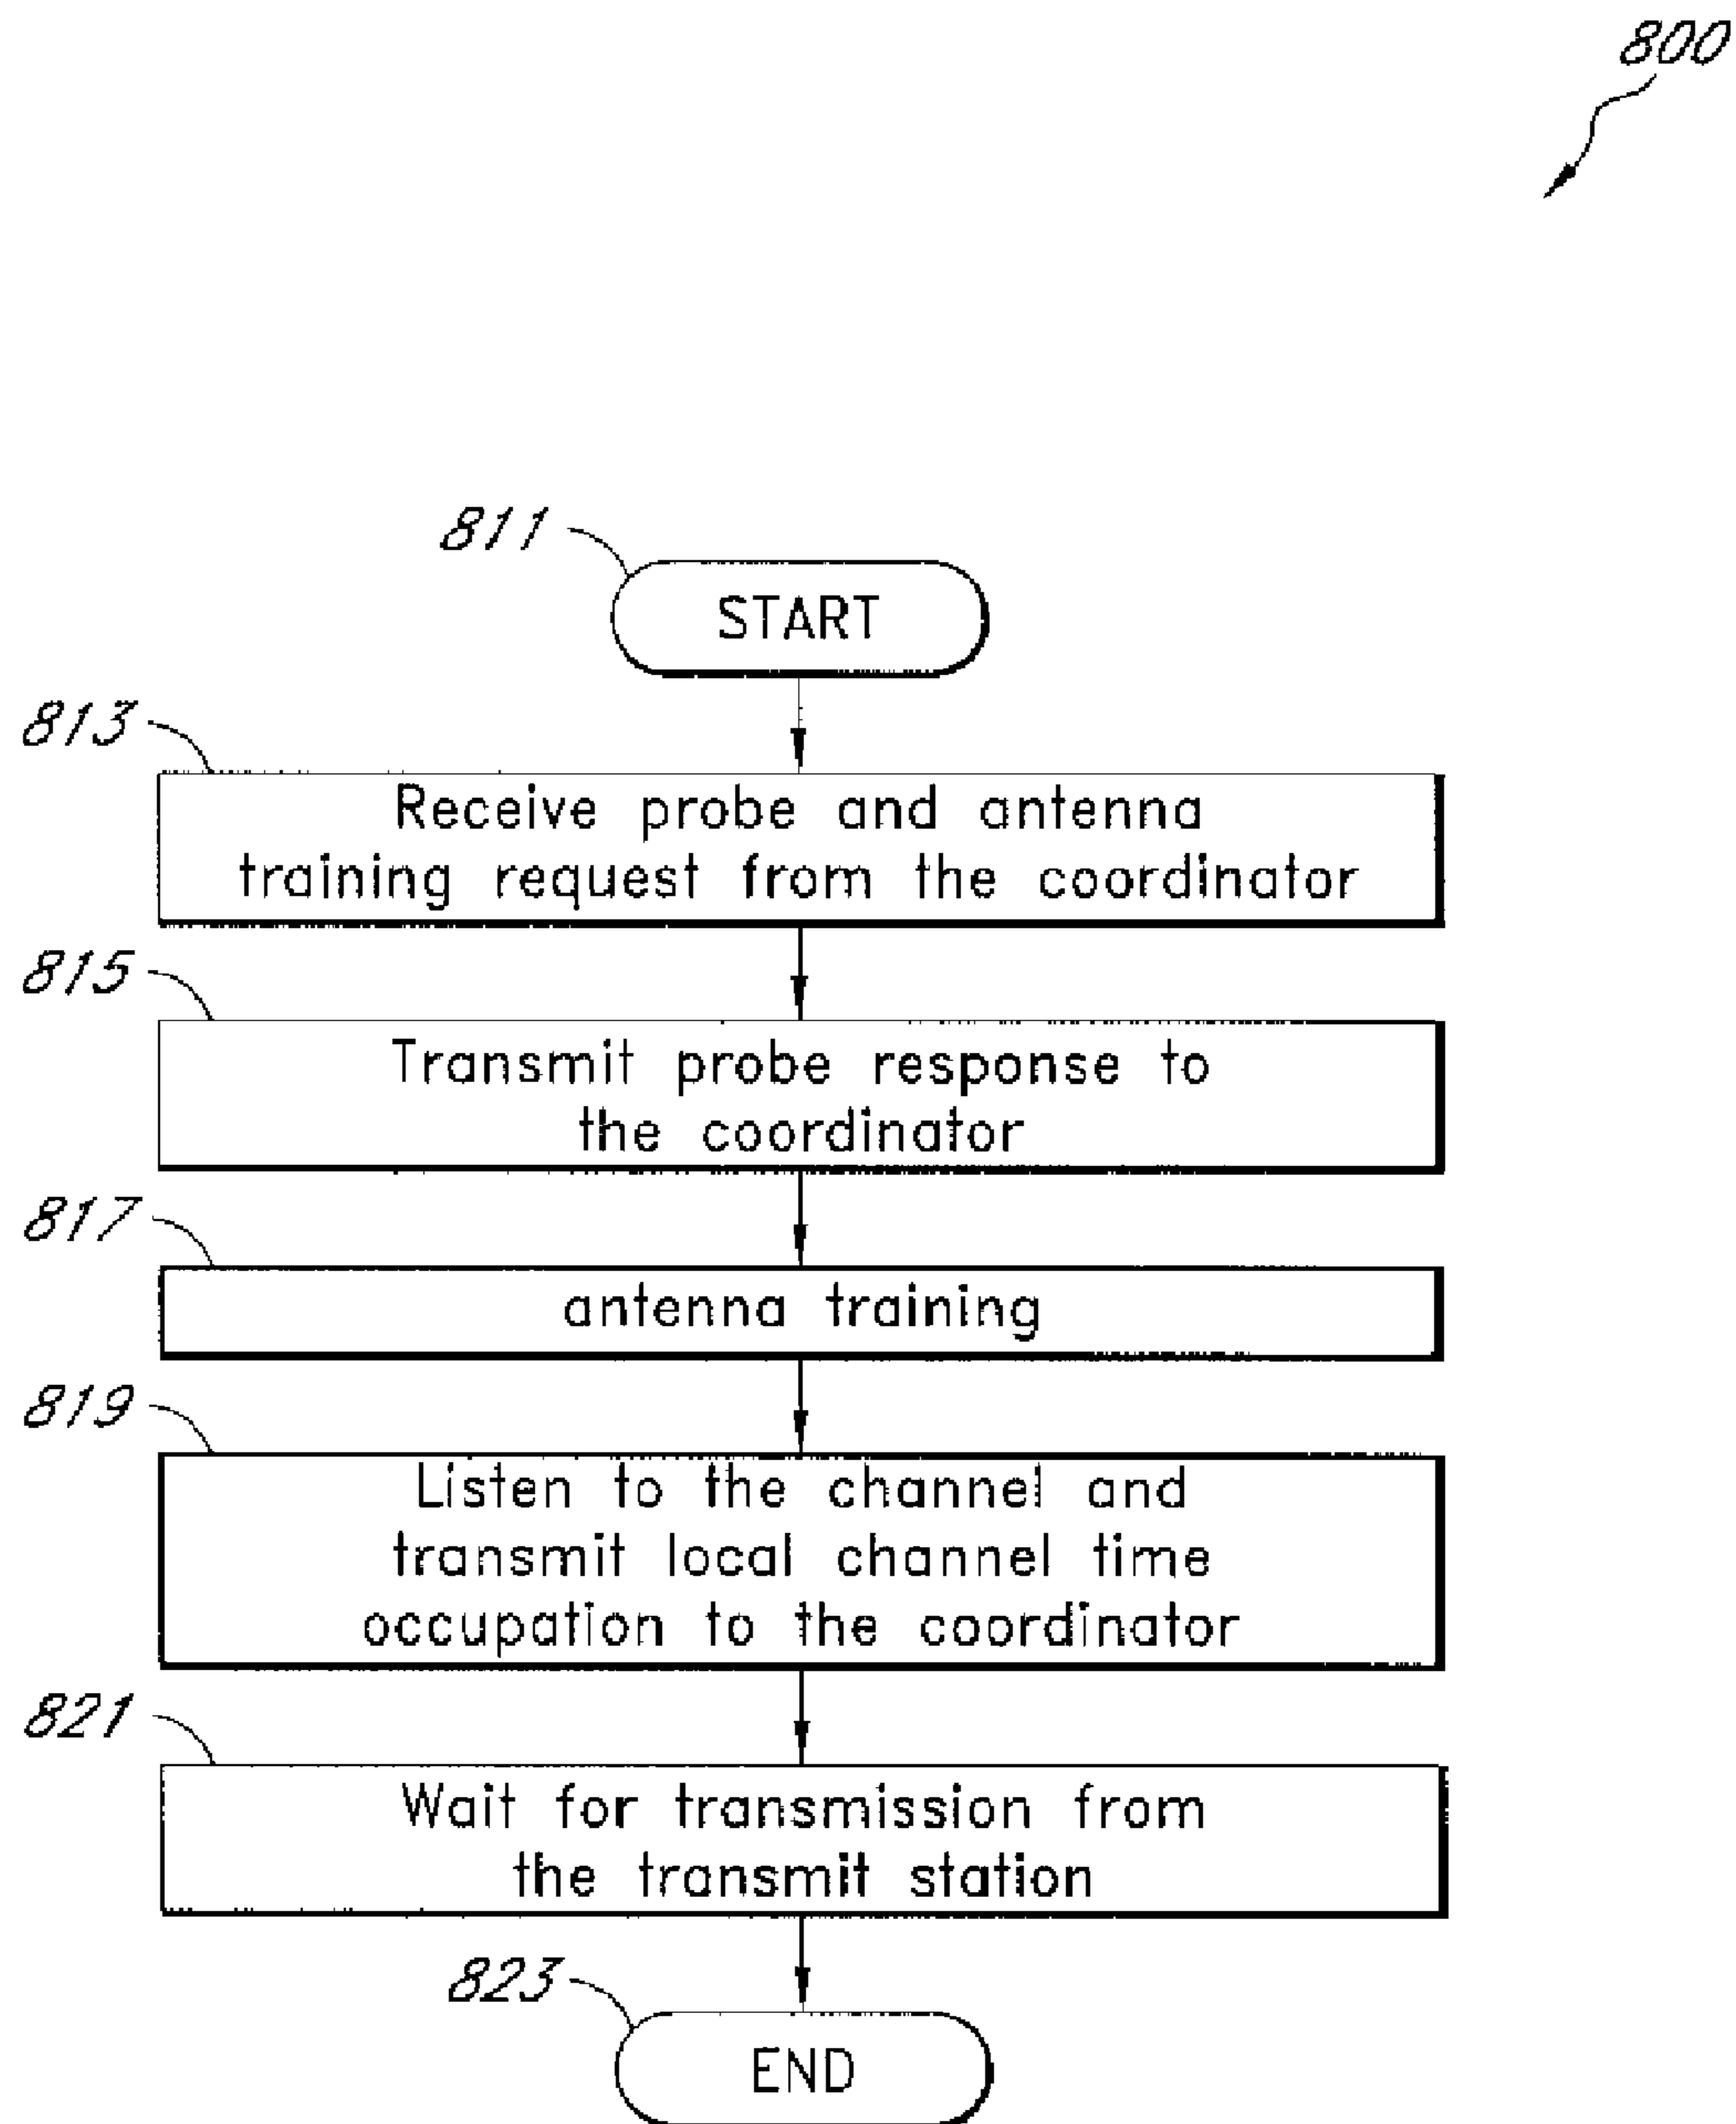 800
811
START
813
Receive probe and antenna
training request from the coordinator
815
Transmit probe response to
the coordinator
817
antenna training
819
Listen to the channel and
transmit local channel time
occupation to the coordinator
821
Wait for transmission from
the transmit station
823
END